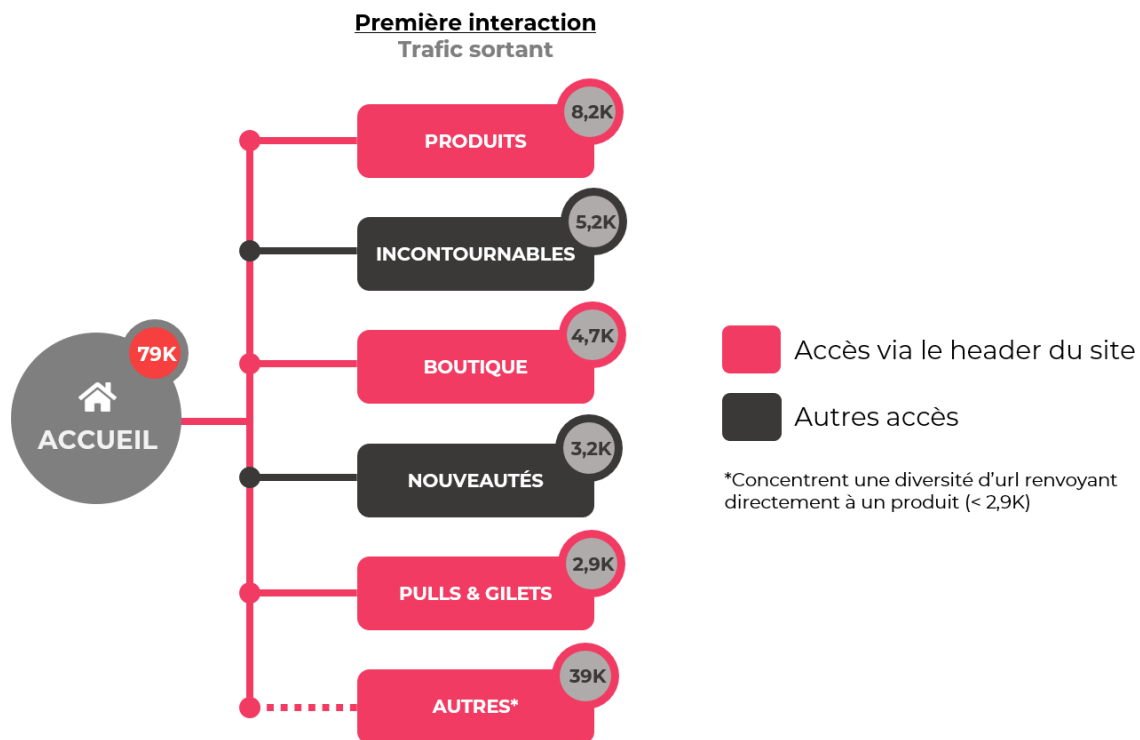 Première interaction
Trafic sortant
8,2K
PRODUITS
5,2K
INCONTOURNABLES
4,7K
BOUTIQUE
79K
ACCUEIL
3,2K
NOUVEAUTÉS
2,9K
PULLS & GILETS
39K
AUTRES*
Accès via le header du site
Autres accès
*Concentrent une diversité d'url renvoyant
directement à un produit (< 2,9K)